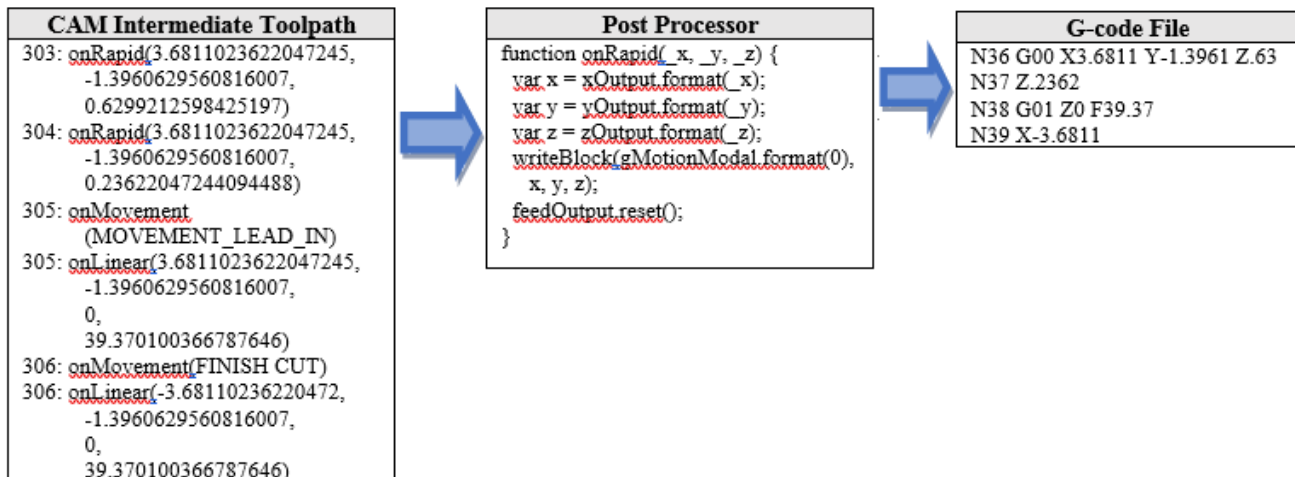 CAM Intermediate Toolpath
303: onRapid(3.6811023622047245,
-1.39606299560816007,
0.6299212598425197)
304: onRapid(3.6811023622047245,
-1.3960629560816007,
0.23622047244094488)
305: onMovement
(MOVEMENT_LEAD_IN)
305: onLinear(3.6811023622047245,
-1.3960629560816007,
0,
39.370100366787646)
306: onMovement(FINISH CUT)
306: onLinear(-3.68110236220472,
-1.3960629560816007,
0,
39.370100366787646)
Post Processor
function onRapid(_x, _y, _z) {
var x = xOutput.format(_x);
var y = yOutput.format(_y);
var z = zOutput.format(_z);
writeBlock(gMotionModal.format(0),
x, y, z);
feedOutput.reset();
}
G-code File
N36 G00 X3.6811 Y-1.3961 Z.63
N37 Z.2362
N38 G01 Z0 F39.37
N39 X-3.6811